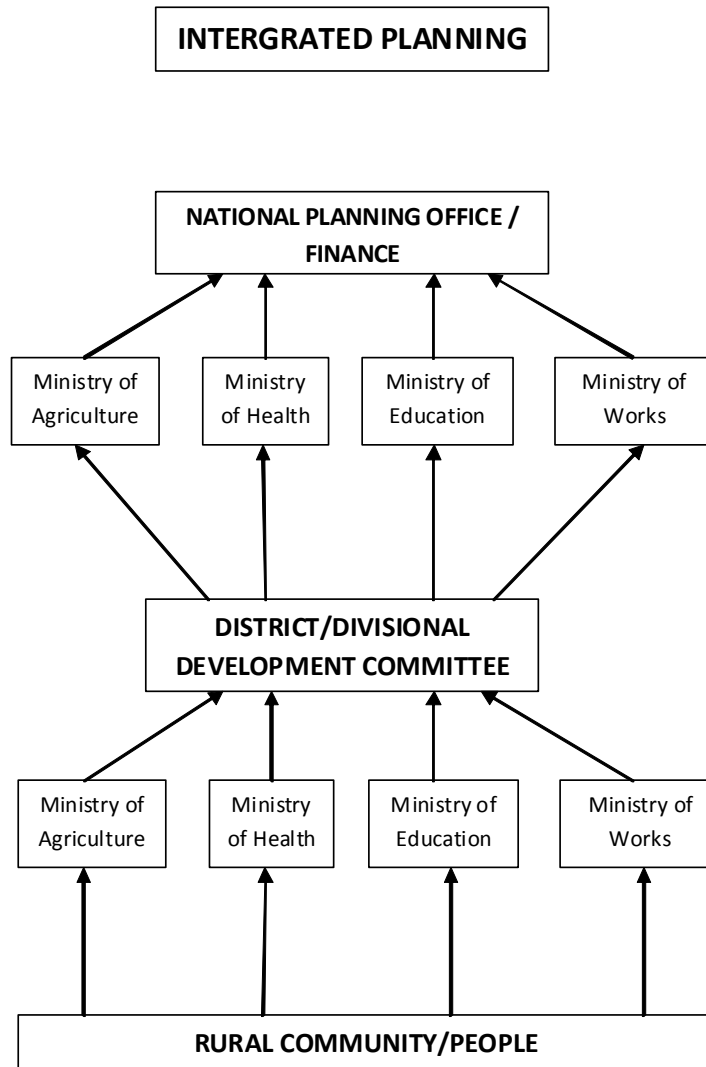 INTERGRATED PLANNING
NATIONAL PLANNING OFFICE /
FINANCE
Ministry of
Agriculture
Ministry
of Health
Ministry of
Education
Ministry of
Works
DISTRICT/DIVISIONAL
DEVELOPMENT COMMITTEE
Ministry of
Agriculture
Ministry
of Health
Ministry of
Education
Ministry of
Works
RURAL COMMUNITY/PEOPLE